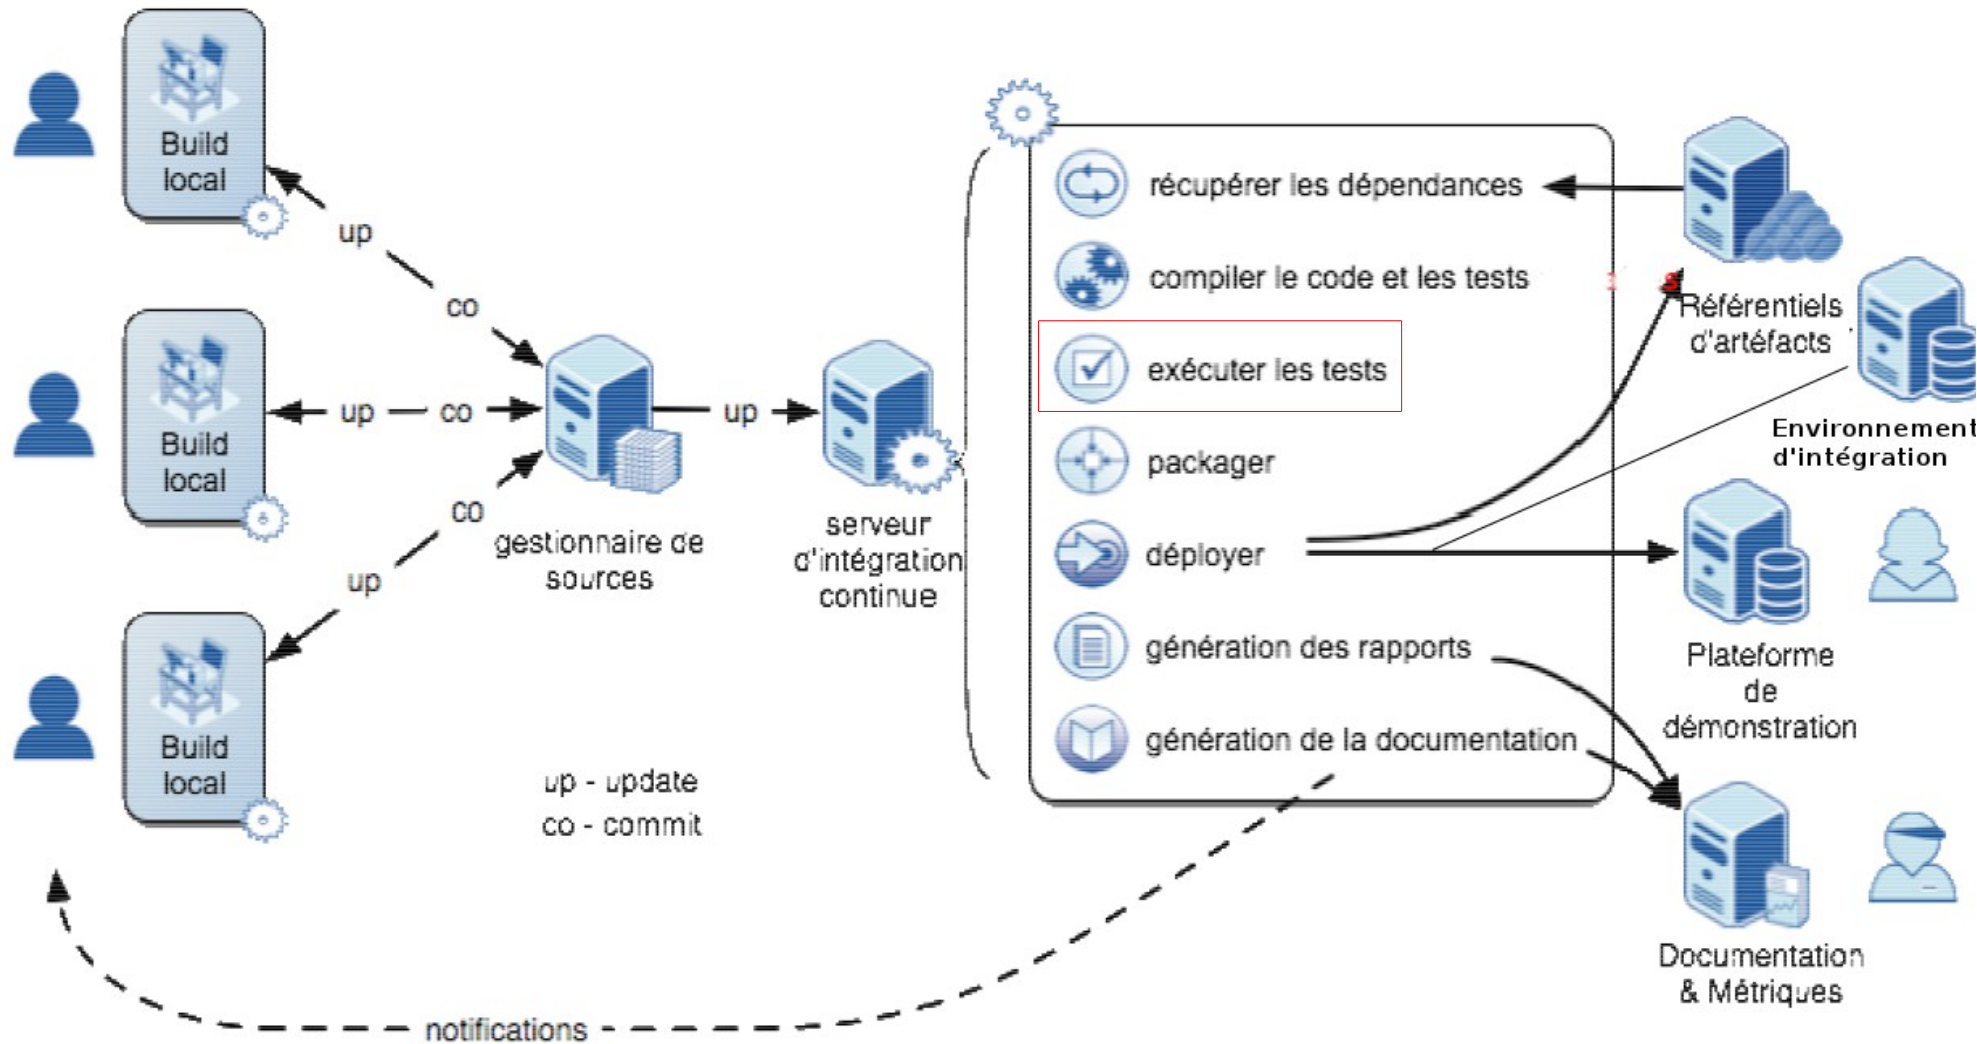 Build
local
up
co
Build
local
up
co
co
up
Build
local
gestionnaire de
sources
up
serveur
d'intégration
continue
up - update
co - commit
récupérer les dépendances
compiler le code et les tests
exécuter les tests
packager
déployer
génération des rapports
génération de la documentation
Référentiels
d'artéfacts
Environnement
d'intégration
Plateforme
de
démonstration
Documentation
& Métriques
notifications